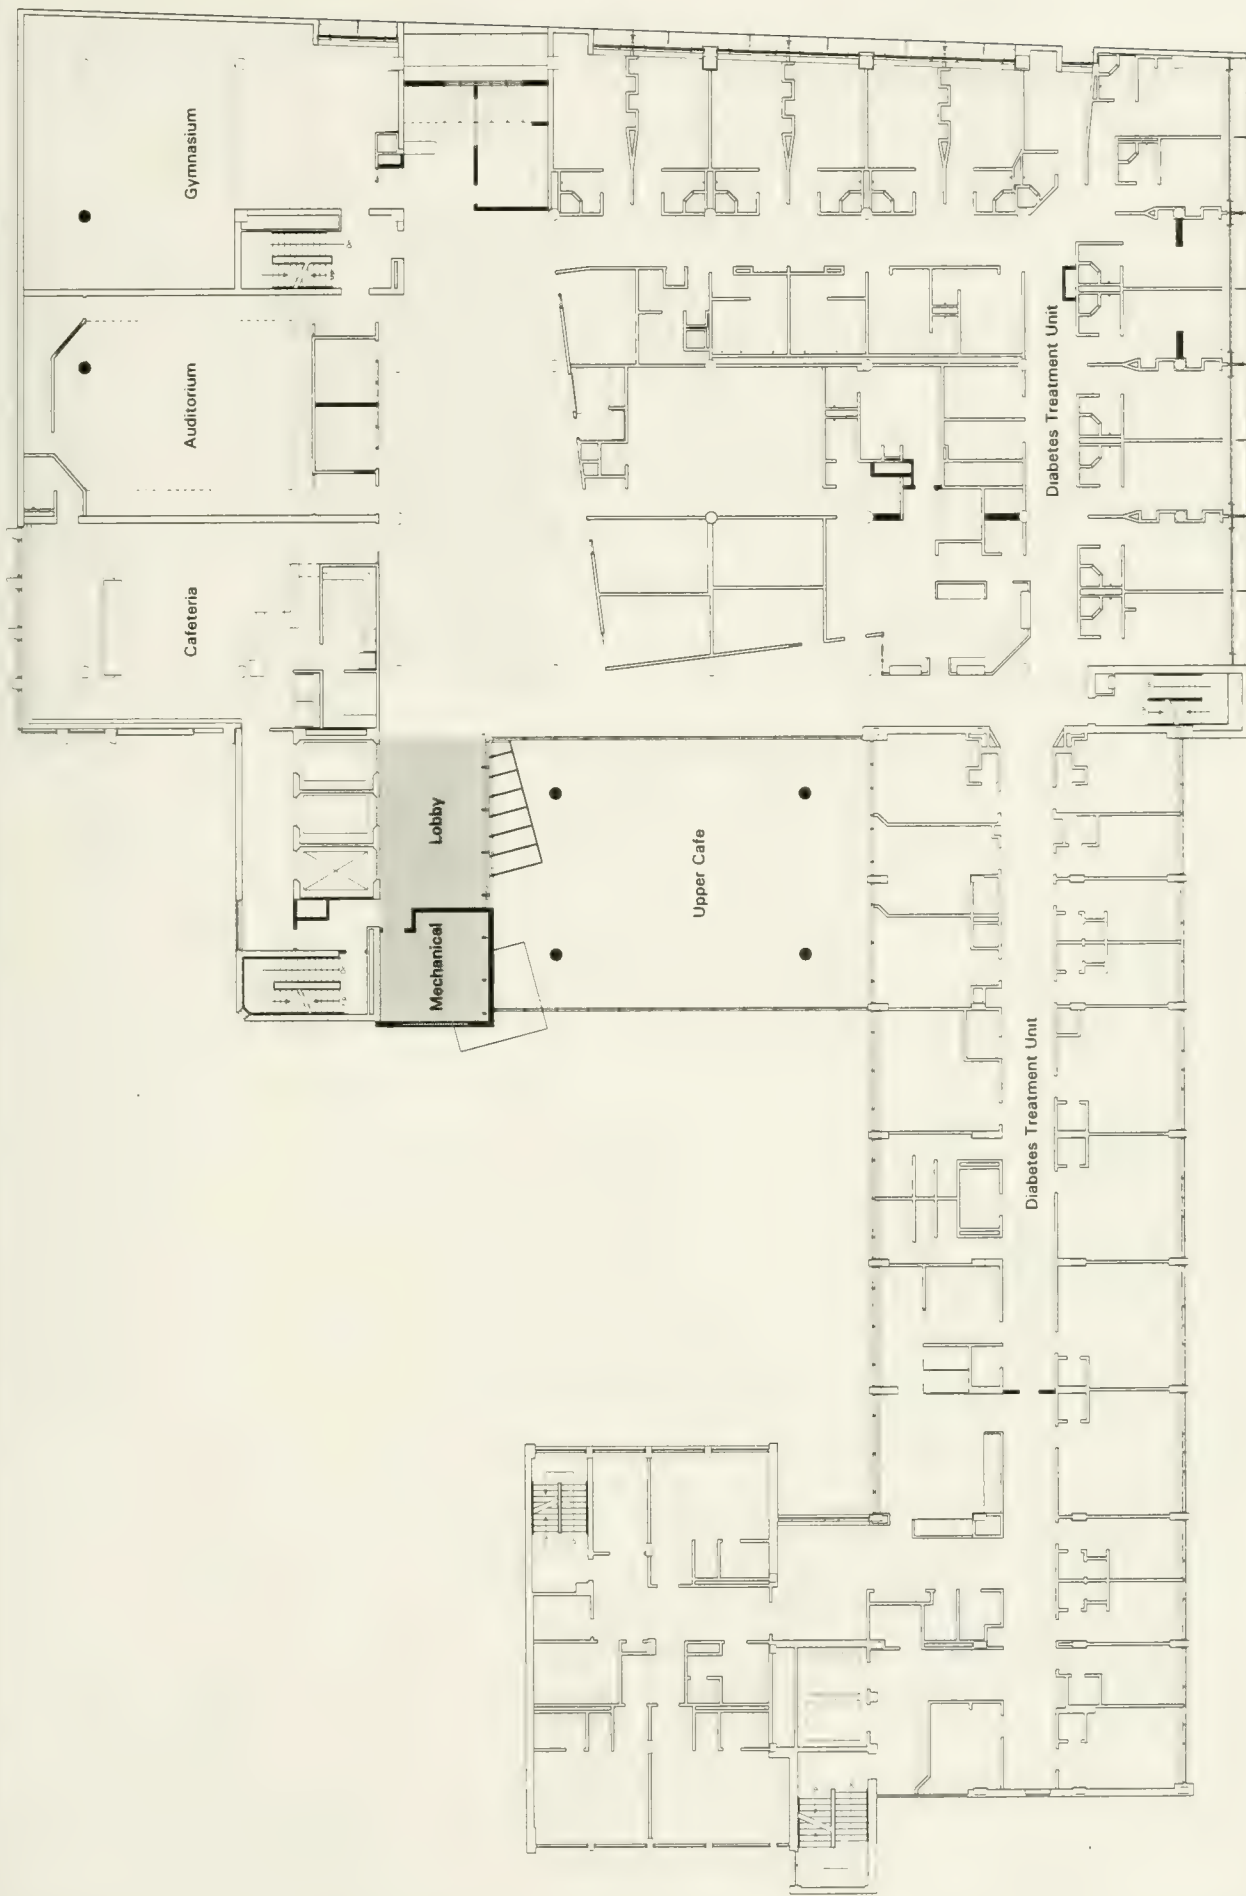 Gymnasium
Auditorium
Cafeteria
Lobby
Mechanical
Upper Cafe
Diabetes Treatment Unit
Diabetes Treatment Unit